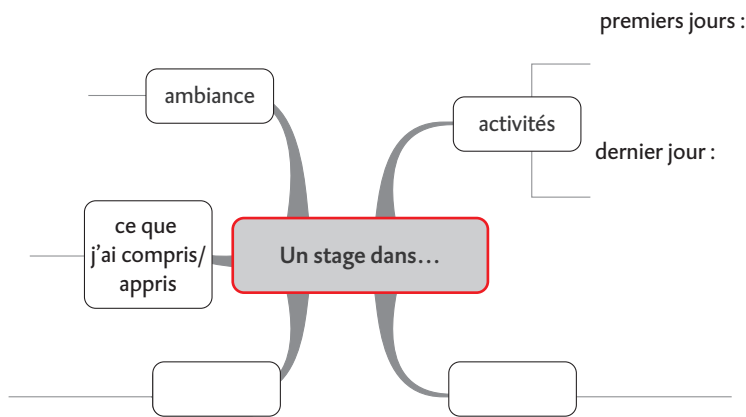 premiers jours :
ambiance
activités
dernier jour :
ce que
j'ai compris/
appris
Un stage dans…